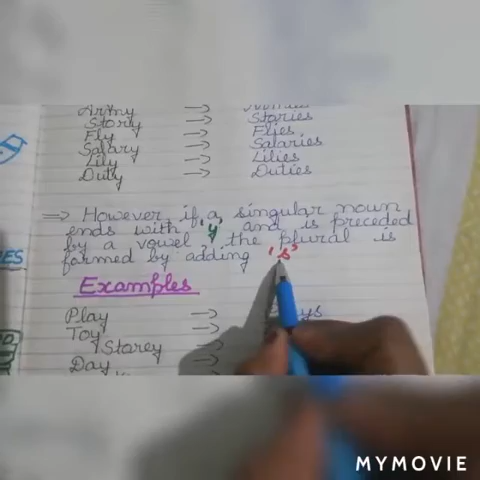 Army →
Story → Stories
Fly → Flies
Salary → Salaries
Lily → Lilies
Duty → Duties
⇒ However, if a singular noun
ends with 'y' and is preceded
by a vowel, the plural is
formed by adding 's'
Examples
Play →
Toy →
Storey →
Day
MYMOVIE